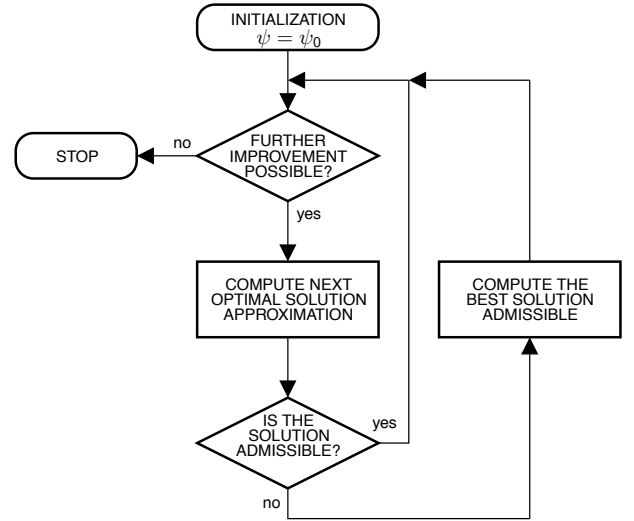 INITIALIZATION
ψ = ψ₀
FURTHER
IMPROVEMENT
POSSIBLE?
no
STOP
yes
COMPUTE NEXT
OPTIMAL SOLUTION
APPROXIMATION
COMPUTE THE
BEST SOLUTION
ADMISSIBLE
IS THE
SOLUTION
ADMISSIBLE?
yes
no